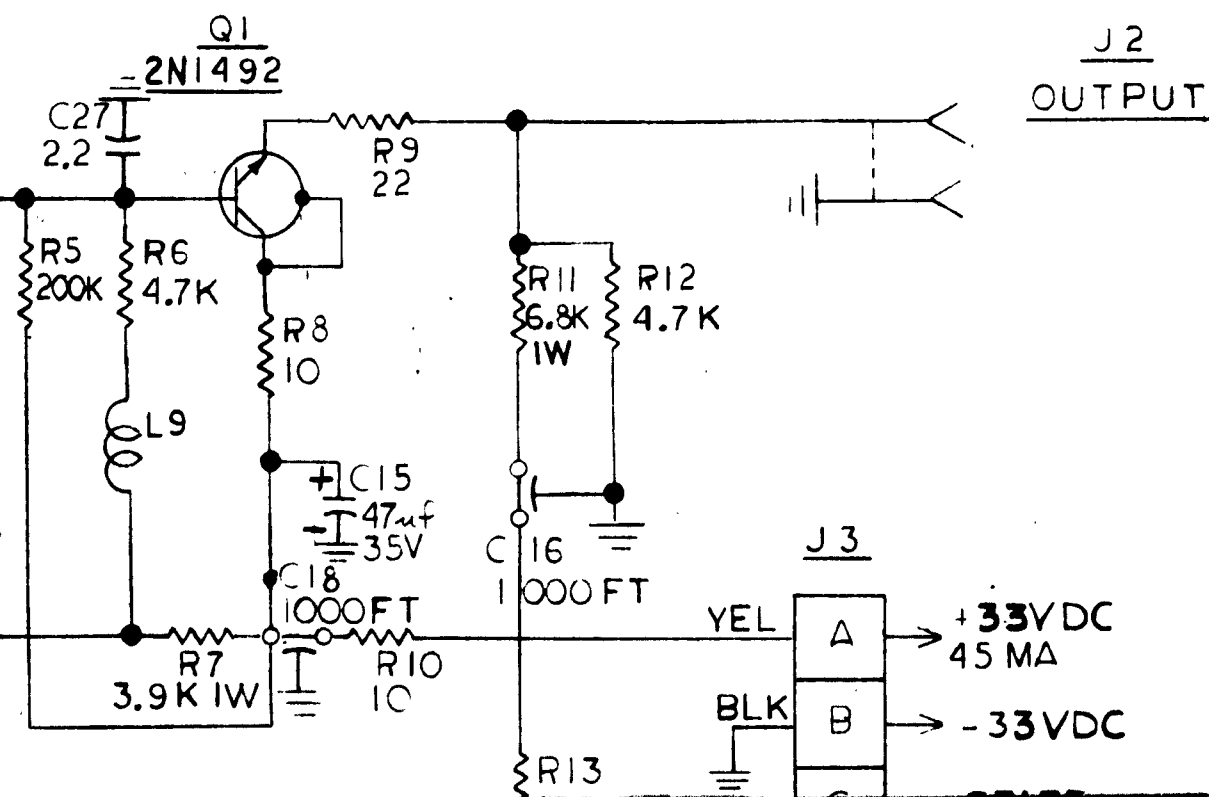 Q1
2N1492
J2
OUTPUT
C27
2.2
R9
22
R5
200K
R6
4.7K
R11
6.8K
1W
R12
4.7K
R8
10
L9
+ C15
47uf
- 35V
C16
1000FT
C18
1000FT
J3
YEL
A
+33VDC
45 MA
R7
3.9K 1W
R10
10
BLK
B
-33VDC
R13